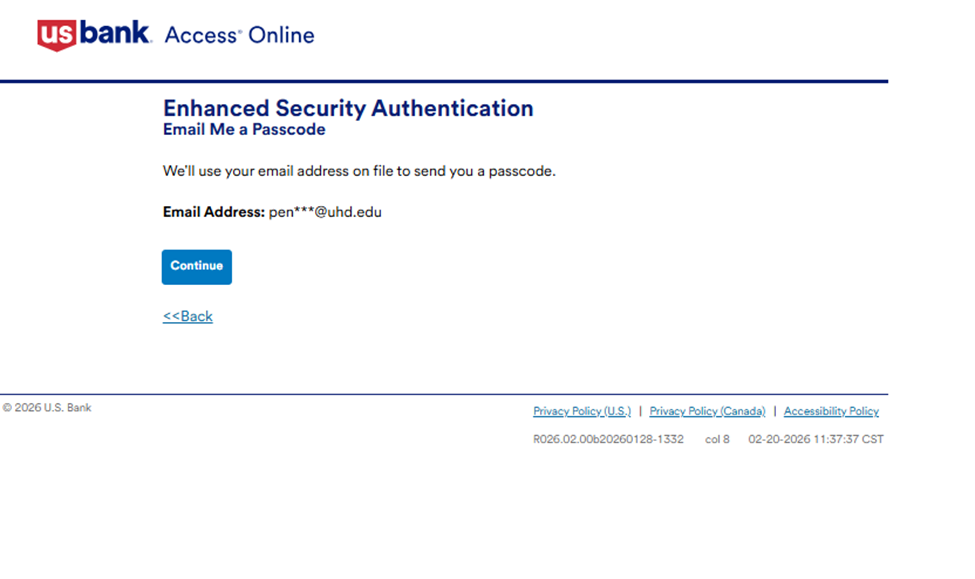 usbank. Access® Online
Enhanced Security Authentication
Email Me a Passcode
We'll use your email address on file to send you a passcode.
Email Address: pen***@uhd.edu
Continue
<<Back
© 2026 U.S. Bank
Privacy Policy (U.S.) | Privacy Policy (Canada) | Accessibility Policy
R026.02.00b20260128-1332 col 8 02-20-2026 11:37:37 CST